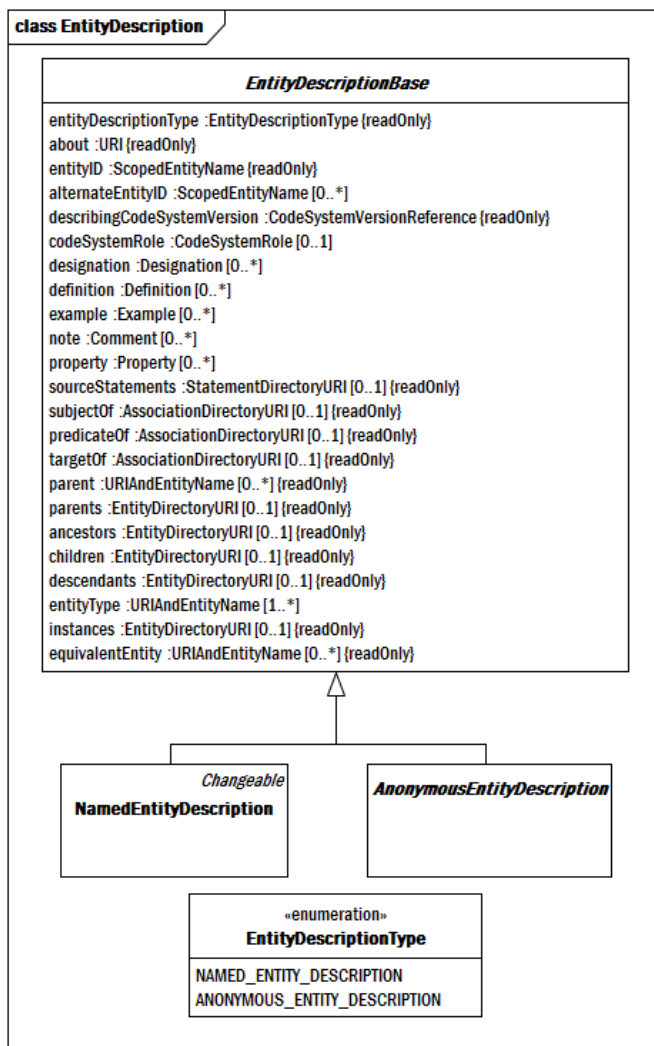 class EntityDescription
EntityDescriptionBase
entityDescriptionType :EntityDescriptionType {readOnly}
about :URI {readOnly}
entityID :ScopedEntityName {readOnly}
alternateEntityID :ScopedEntityName [0..*]
describingCodeSystemVersion :CodeSystemVersionReference {readOnly}
codeSystemRole :CodeSystemRole [0..1]
designation :Designation [0..*]
definition :Definition [0..*]
example :Example [0..*]
note :Comment [0..*]
property :Property [0..*]
sourceStatements :StatementDirectoryURI [0..1] {readOnly}
subjectOf :AssociationDirectoryURI [0..1] {readOnly}
predicateOf :AssociationDirectoryURI [0..1] {readOnly}
targetOf :AssociationDirectoryURI [0..1] {readOnly}
parent :URIAndEntityName [0..*] {readOnly}
parents :EntityDirectoryURI [0..1] {readOnly}
ancestors :EntityDirectoryURI [0..1] {readOnly}
children :EntityDirectoryURI [0..1] {readOnly}
descendants :EntityDirectoryURI [0..1] {readOnly}
entityType :URIAndEntityName [1..*]
instances :EntityDirectoryURI [0..1] {readOnly}
equivalentEntity :URIAndEntityName [0..*] {readOnly}
Changeable
NamedEntityDescription
AnonymousEntityDescription
«enumeration»
EntityDescriptionType
NAMED_ENTITY_DESCRIPTION
ANONYMOUS_ENTITY_DESCRIPTION